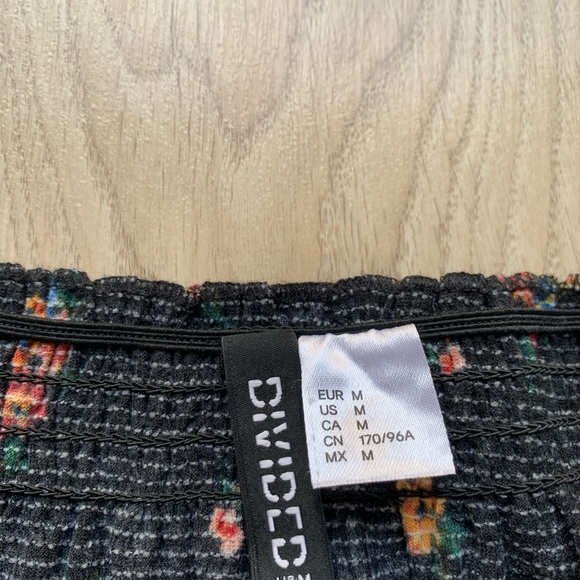 DIVIDED
EUR M
US M
CA M
CN 170/96A
MX M